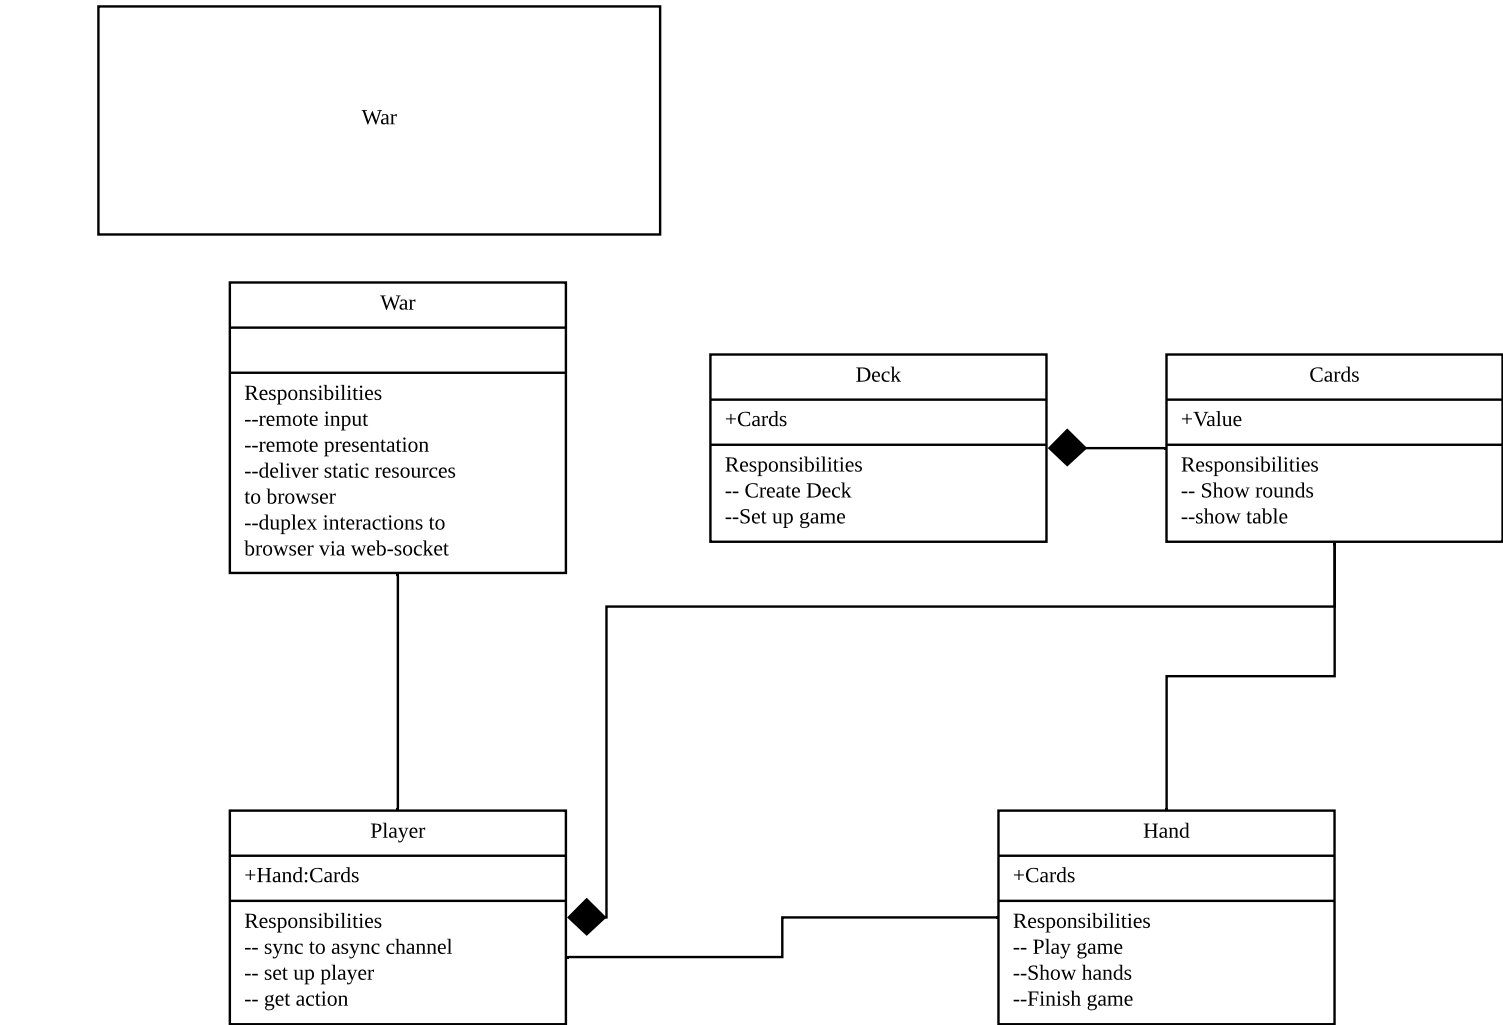 War
War
Responsibilities
--remote input
--remote presentation
--deliver static resources
to browser
--duplex interactions to
browser via web-socket
Deck
+Cards
Responsibilities
-- Create Deck
--Set up game
Cards
+Value
Responsibilities
-- Show rounds
--show table
Player
+Hand:Cards
Responsibilities
-- sync to async channel
-- set up player
-- get action
Hand
+Cards
Responsibilities
-- Play game
--Show hands
--Finish game